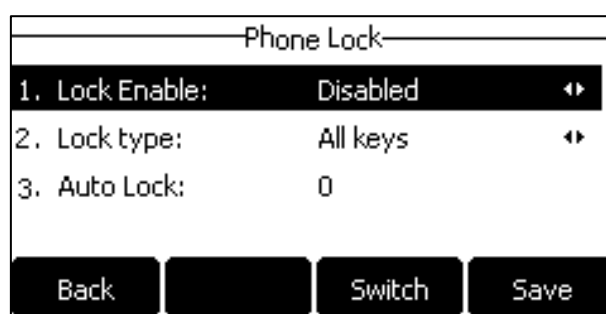 Phone Lock
1. Lock Enable: Disabled
2. Lock type: All keys
3. Auto Lock: 0
Back Switch Save